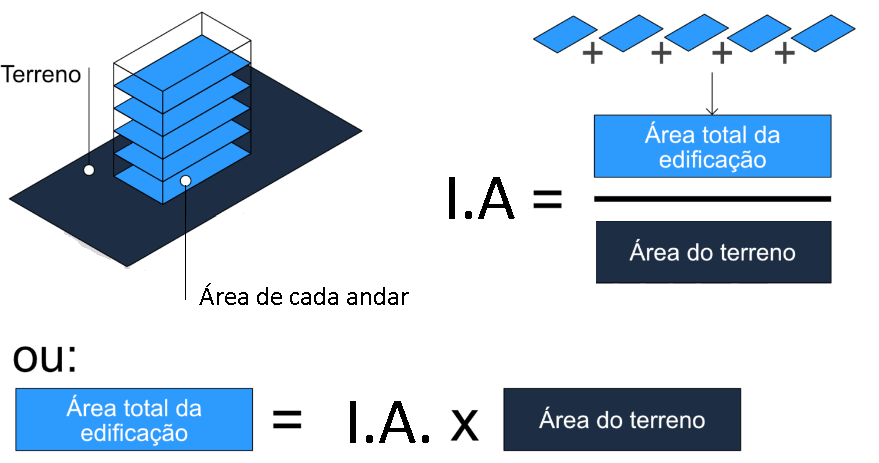 Terreno
Área de cada andar
+ + + +
Área total da
edificação
I.A =
Área do terreno
ou:
Área total da
edificação
= I.A. x
Área do terreno